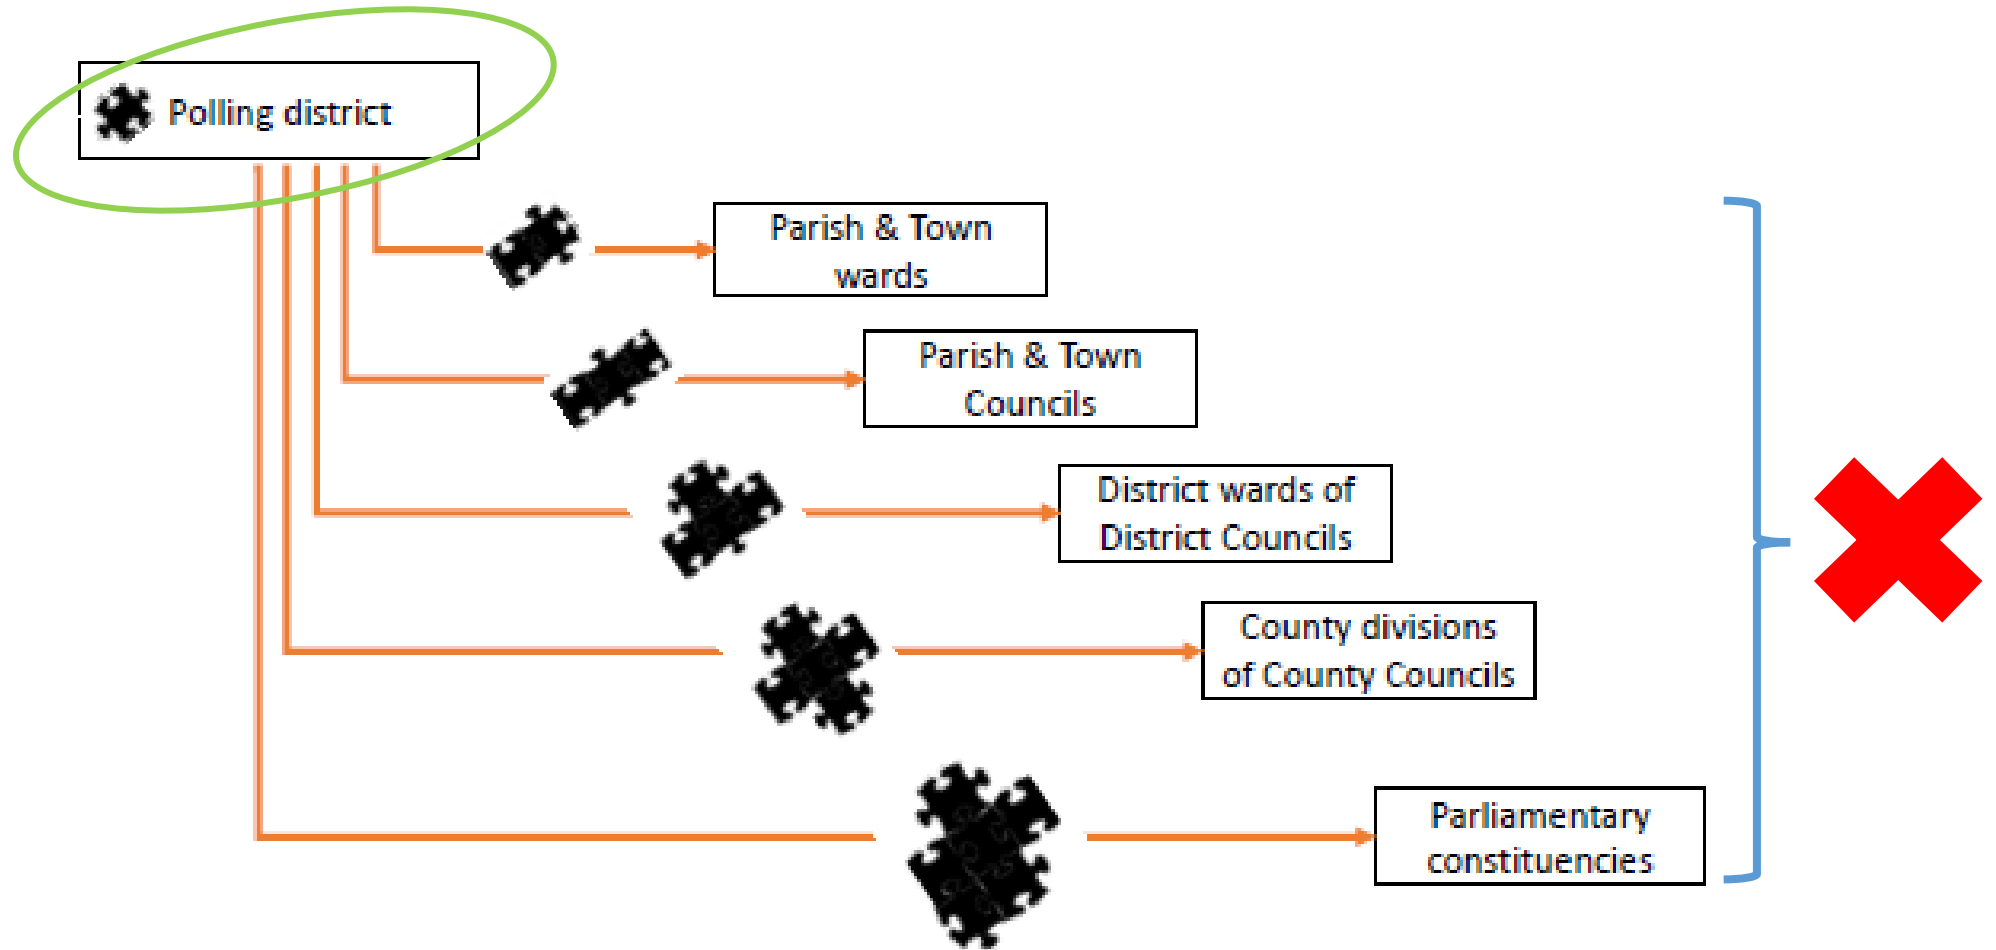 Polling district
Parish & Town
wards
Parish & Town
Councils
District wards of
District Councils
County divisions
of County Councils
Parliamentary
constituencies